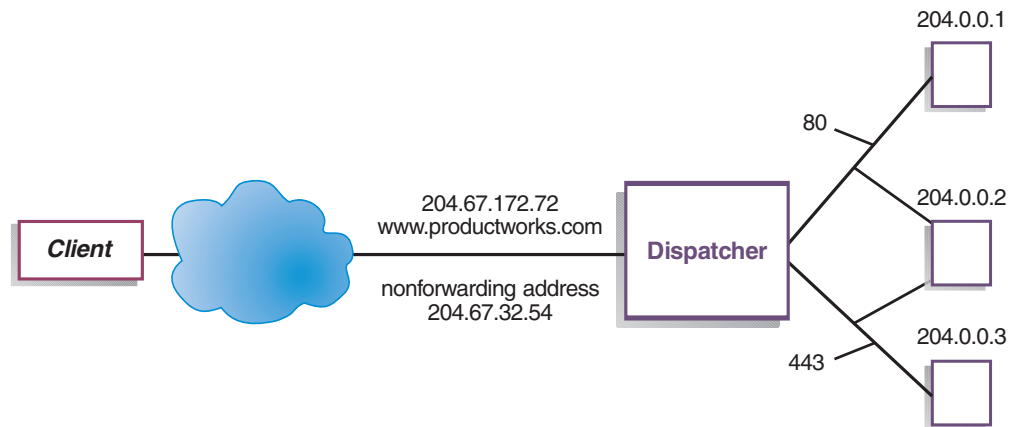 204.0.0.1
80
204.67.172.72
www.productworks.com
204.0.0.2
Client
Dispatcher
nonforwarding address
204.67.32.54
204.0.0.3
443